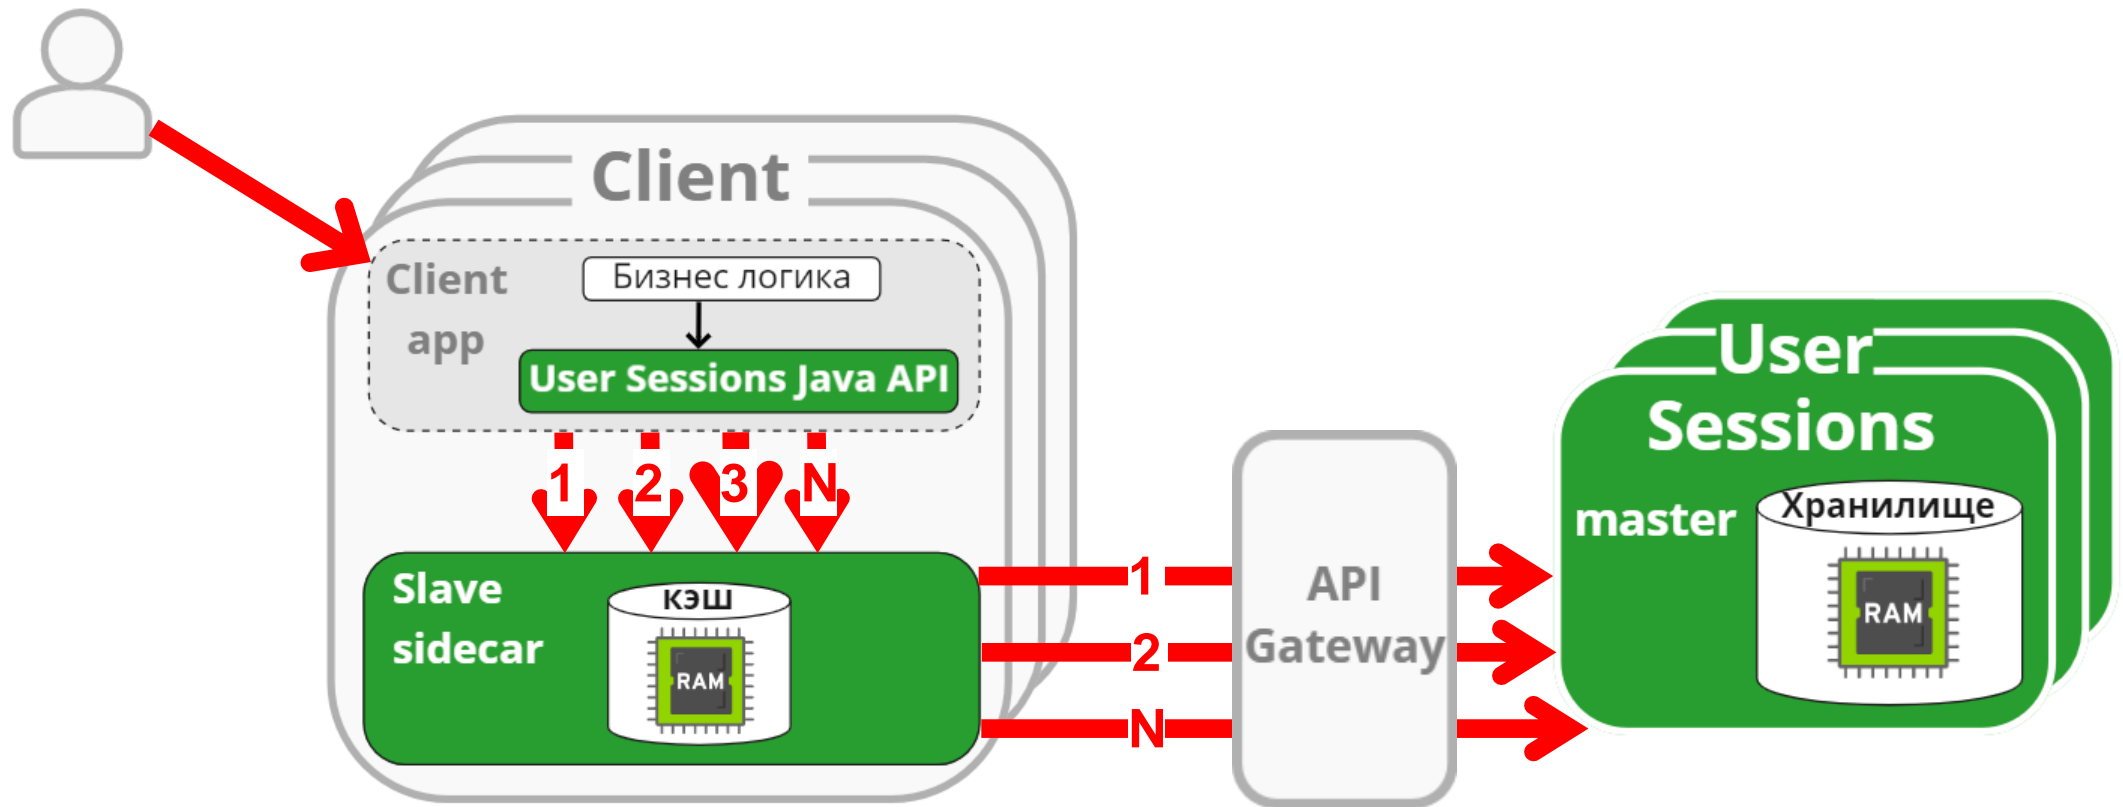 Client
Client
app
Бизнес логика
User Sessions Java API
1
2
3
N
Slave
sidecar
кэш
RAM
1
2
N
API
Gateway
User
Sessions
master
Хранилище
RAM